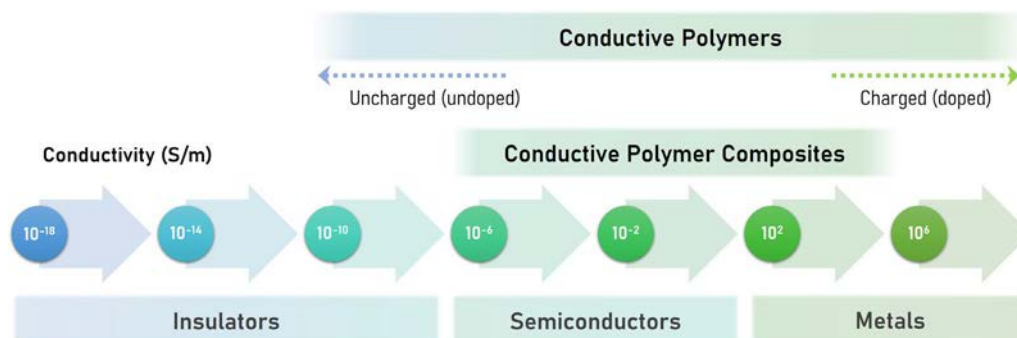 Conductive Polymers
Uncharged (undoped)
Charged (doped)
Conductivity (S/m)
Conductive Polymer Composites
10⁻¹⁸
10⁻¹⁴
10⁻¹⁰
10⁻⁶
10⁻²
10²
10⁶
Insulators
Semiconductors
Metals